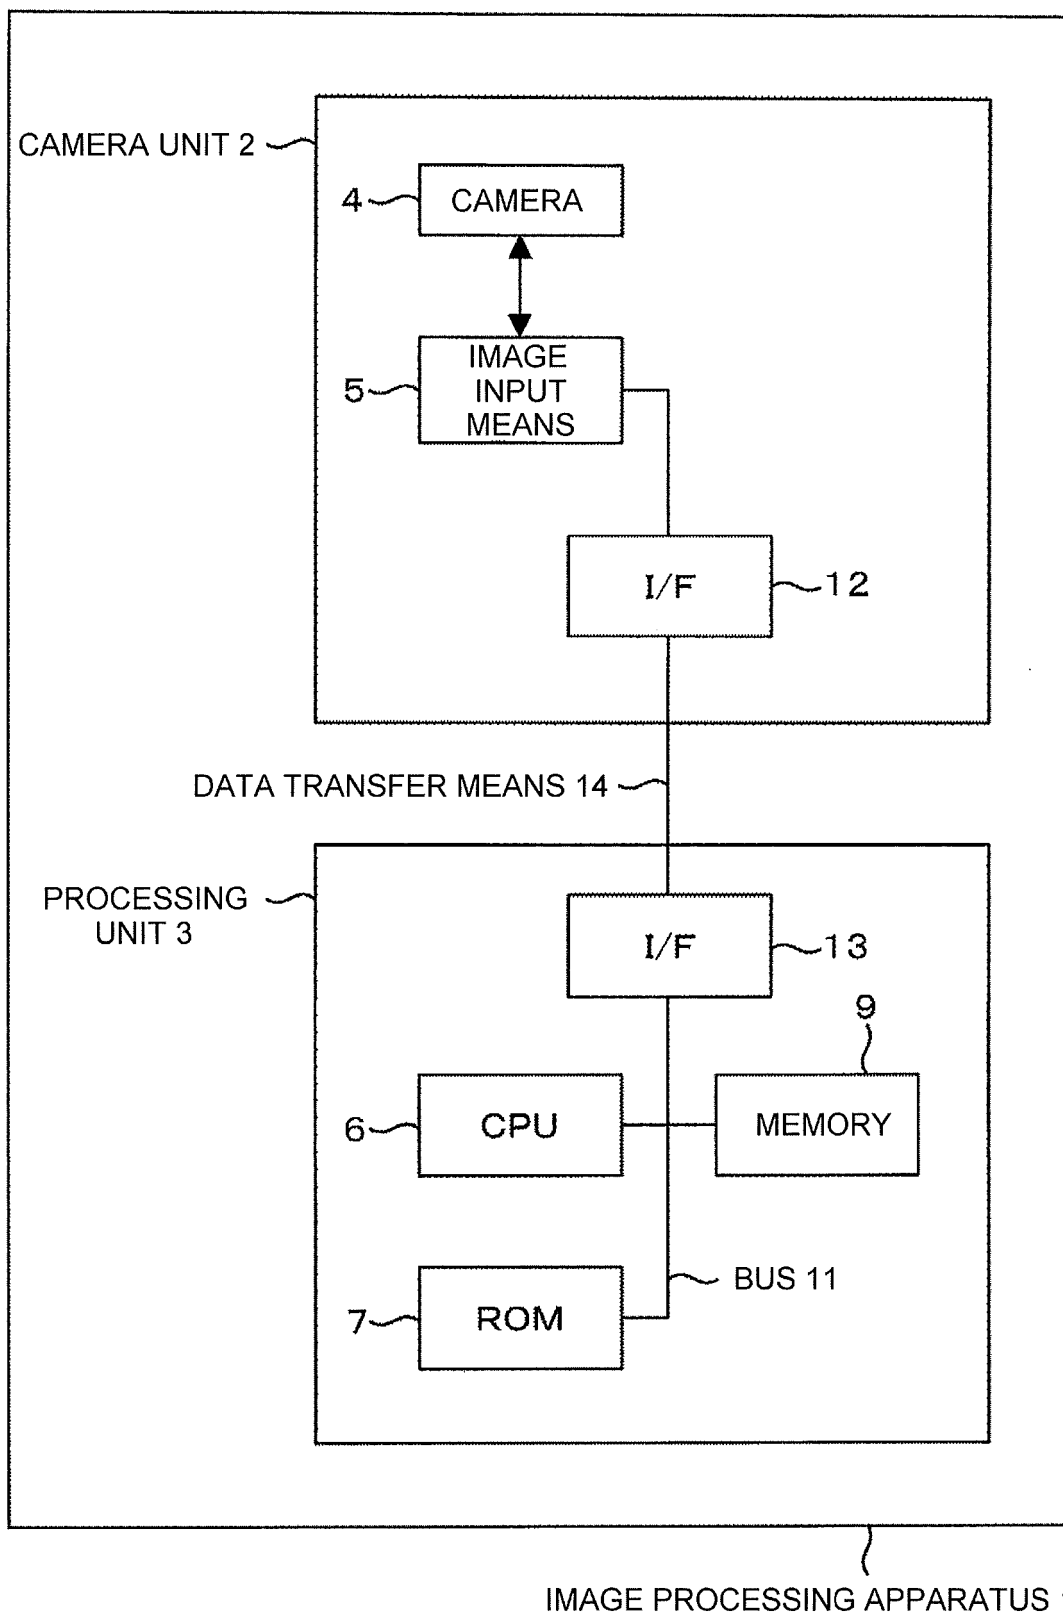 CAMERA UNIT 2
4
CAMERA
5
IMAGE
INPUT
MEANS
I/F
12
DATA TRANSFER MEANS 14
PROCESSING
UNIT 3
I/F
13
9
6
CPU
MEMORY
BUS 11
7
ROM
IMAGE PROCESSING APPARATUS